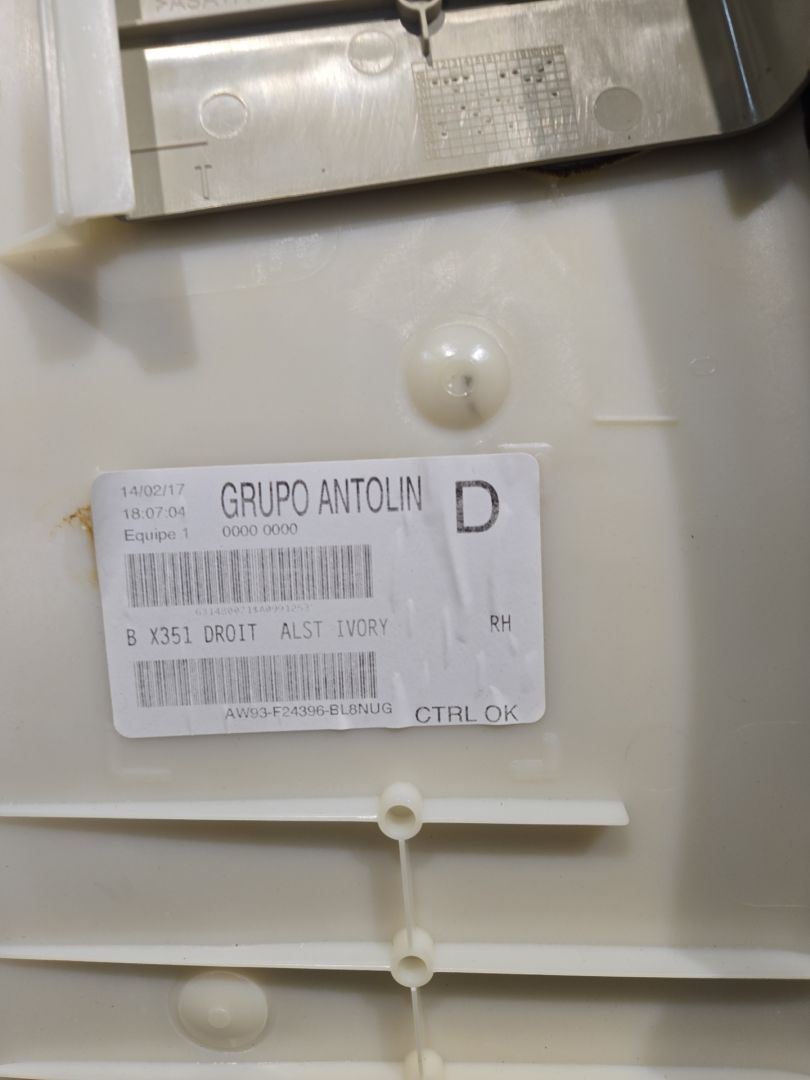 T
14/02/17 GRUPO ANTOLIN D
18:07:04
Equipe 1 0000 0000
B X351 DROIT ALST IVORY RH
AW93-F24396-BL8NUG CTRL OK